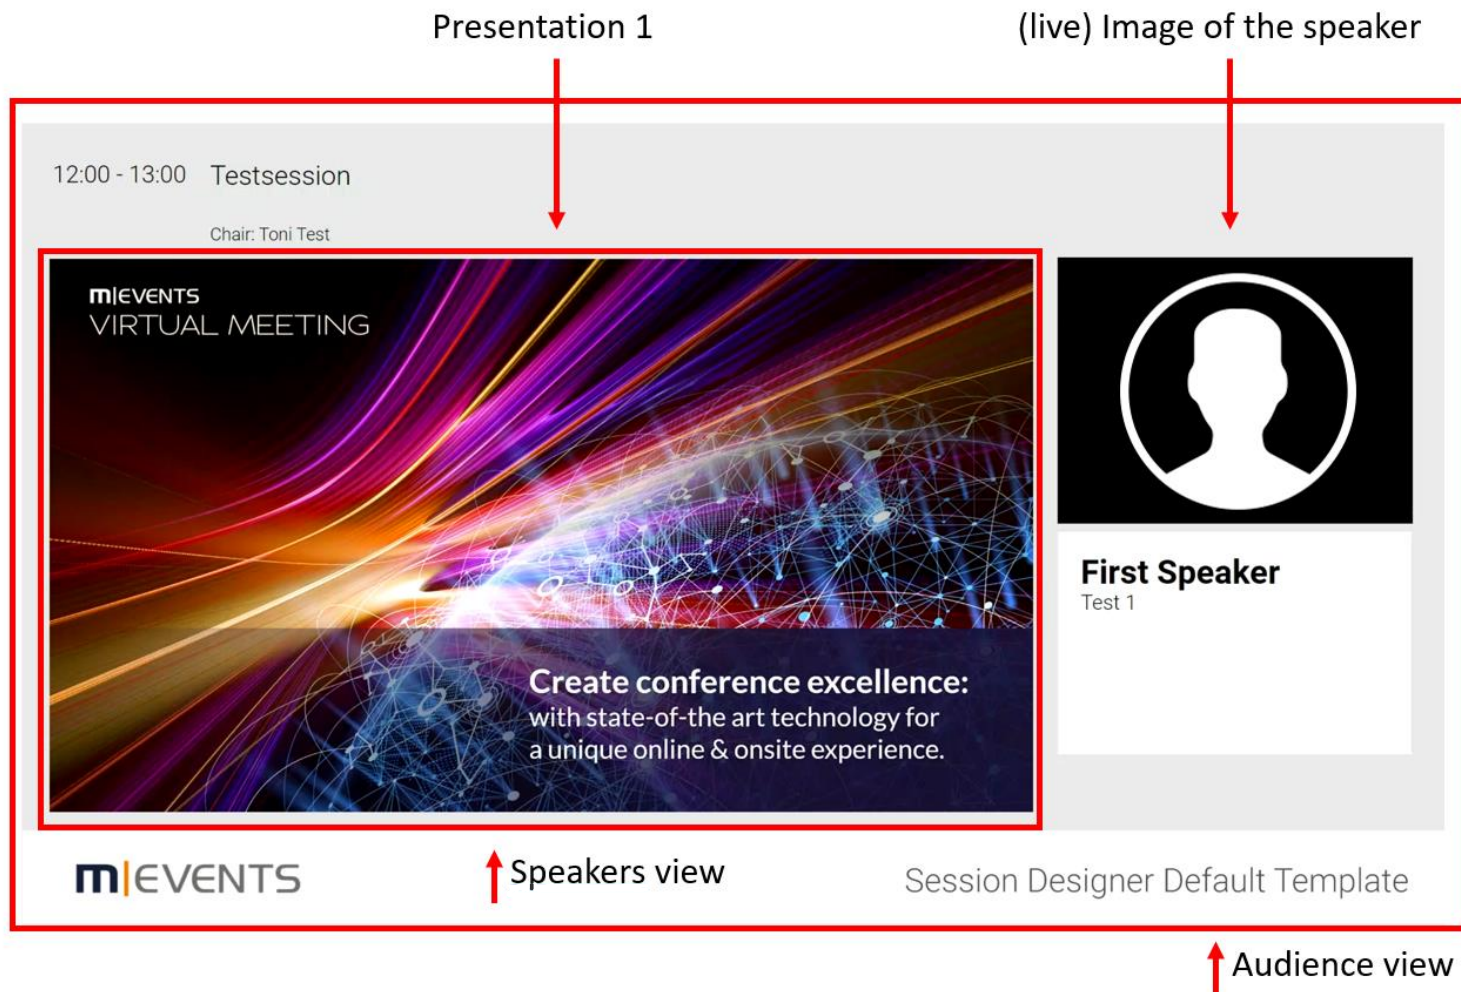 Presentation 1
(live) Image of the speaker
12:00 - 13:00 Testsession
Chair: Toni Test
m|EVENTS
VIRTUAL MEETING
Create conference excellence:
with state-of-the art technology for
a unique online & onsite experience.
First Speaker
Test 1
Speakers view
m|EVENTS
Session Designer Default Template
Audience view